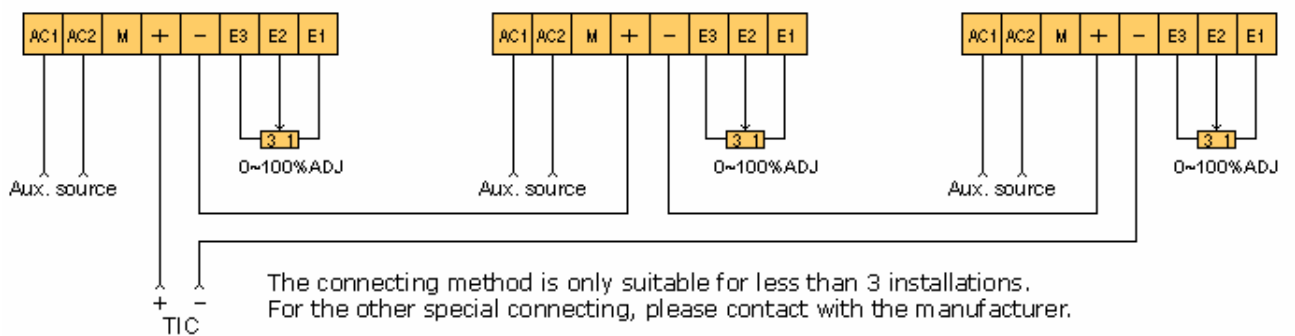 AC1 AC2 M + - E3 E2 E1 AC1 AC2 M + - E3 E2 E1 AC1 AC2 M + - E3 E2 E1
3 1 3 1 3 1
0~100%ADJ 0~100%ADJ 0~100%ADJ
Aux. source Aux. source Aux. source
The connecting method is only suitable for less than 3 installations.
+ - For the other special connecting, please contact with the manufacturer.
TIC